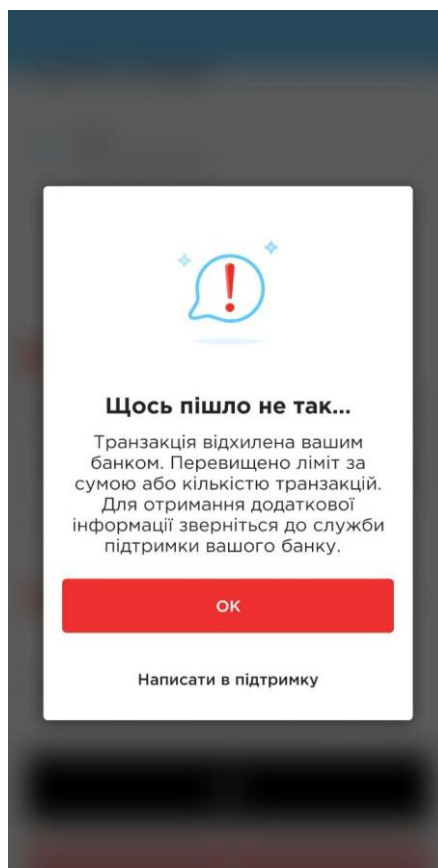 Щось пішло не так...
Транзакція відхилена вашим
банком. Перевищено ліміт за
сумою або кількістю транзакцій.
Для отримання додаткової
інформації зверніться до служби
підтримки вашого банку.
ОК
Написати в підтримку